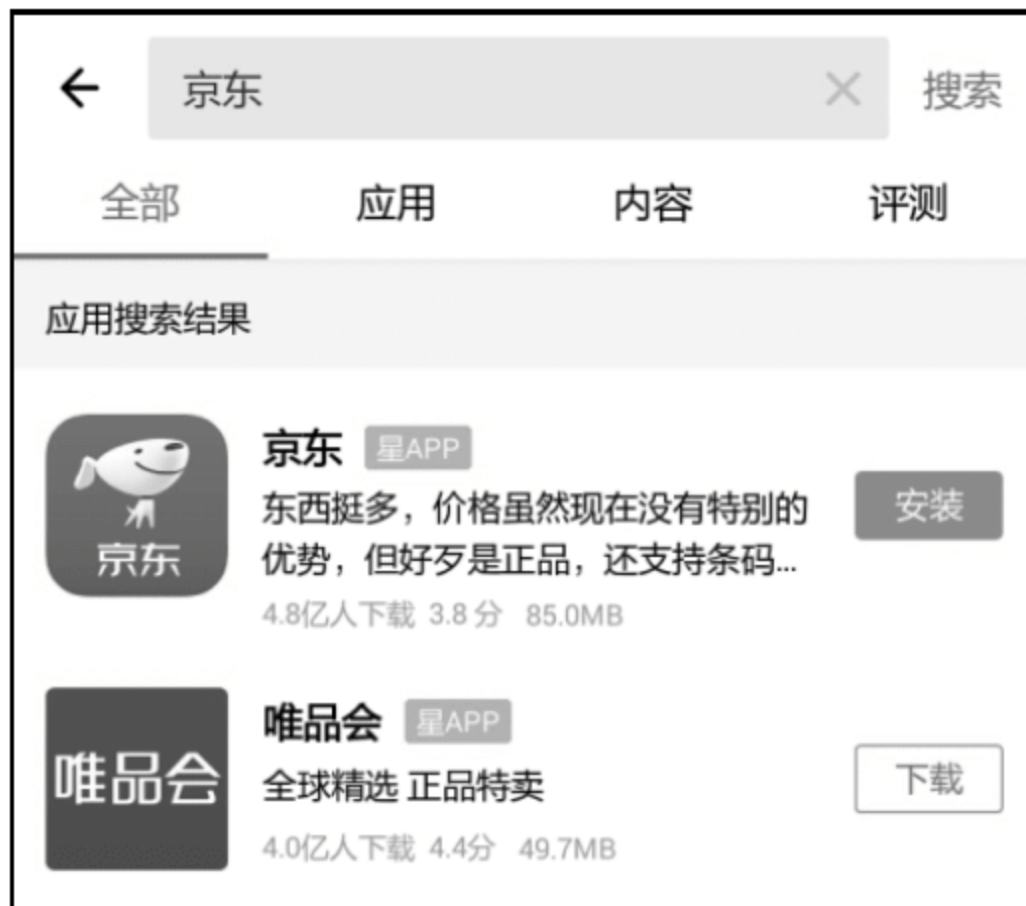 京东
搜索
全部 应用 内容 评测
应用搜索结果
京东
京东 星APP
东西挺多，价格虽然现在没有特别的
优势，但好歹是正品，还支持条码...
4.8亿人下载 3.8 分 85.0MB
安装
唯品会
唯品会 星APP
全球精选 正品特卖
4.0亿人下载 4.4分 49.7MB
下载